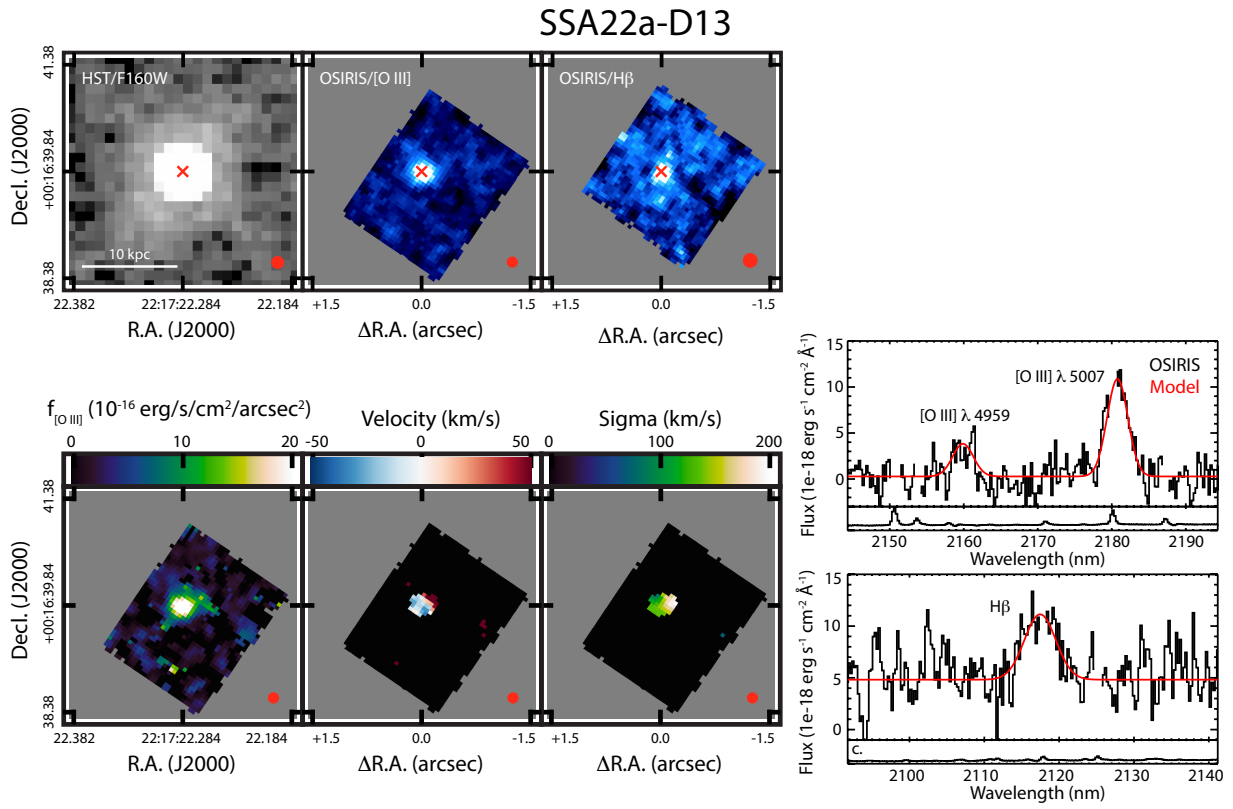 SSA22a-D13
HST/F160W
OSIRIS/[O III]
OSIRIS/Hβ
Decl. (J2000)
41.38
+00:16:39.84
38.38
10 kpc
22.382
22:17:22.284
22.184
+1.5
0.0
-1.5
+1.5
0.0
-1.5
R.A. (J2000)
ΔR.A. (arcsec)
ΔR.A. (arcsec)
f[O III] (10-16 erg/s/cm2/arcsec2)
Velocity (km/s)
Sigma (km/s)
0
10
20
-50
0
50
0
100
200
Decl. (J2000)
41.38
+00:16:39.84
38.38
22.382
22:17:22.284
22.184
+1.5
0.0
-1.5
+1.5
0.0
-1.5
R.A. (J2000)
ΔR.A. (arcsec)
ΔR.A. (arcsec)
Flux (1e-18 erg s-1 cm-2 Å-1)
15
10
5
0
[O III] λ 4959
[O III] λ 5007
OSIRIS
Model
2150
2160
2170
2180
2190
Wavelength (nm)
Flux (1e-18 erg s-1 cm-2 Å-1)
15
10
5
0
Hβ
c.
2100
2110
2120
2130
2140
Wavelength (nm)